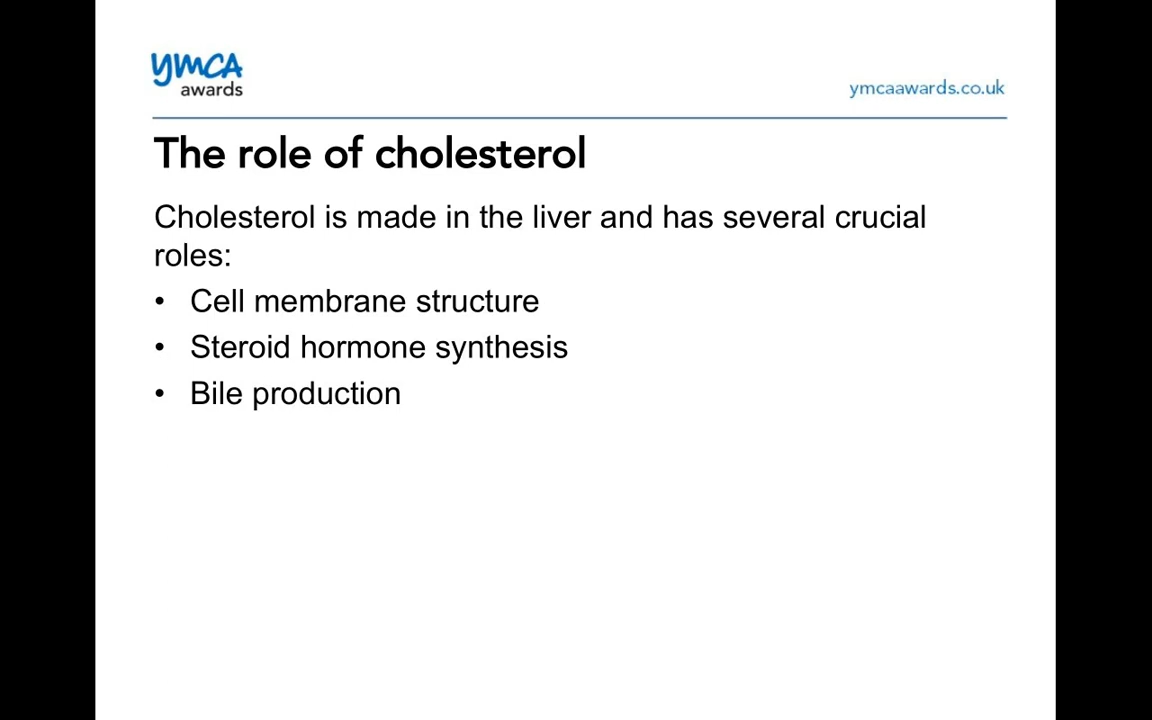 ymca
awards
ymcaawards.co.uk
The role of cholesterol
Cholesterol is made in the liver and has several crucial
roles:
• Cell membrane structure
• Steroid hormone synthesis
• Bile production